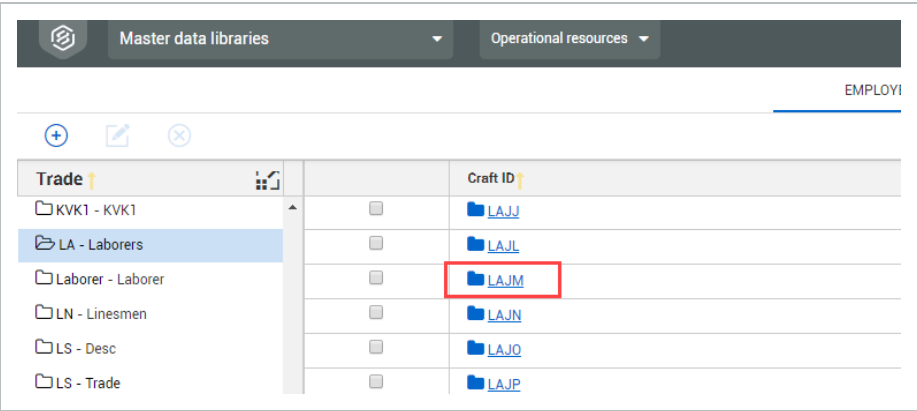 Master data libraries
Operational resources
EMPLOYE
Trade
Craft ID
KVK1 - KVK1
LAJJ
LA - Laborers
LAJL
Laborer - Laborer
LAJM
LN - Linesmen
LAJN
LS - Desc
LAJO
LS - Trade
LAJP